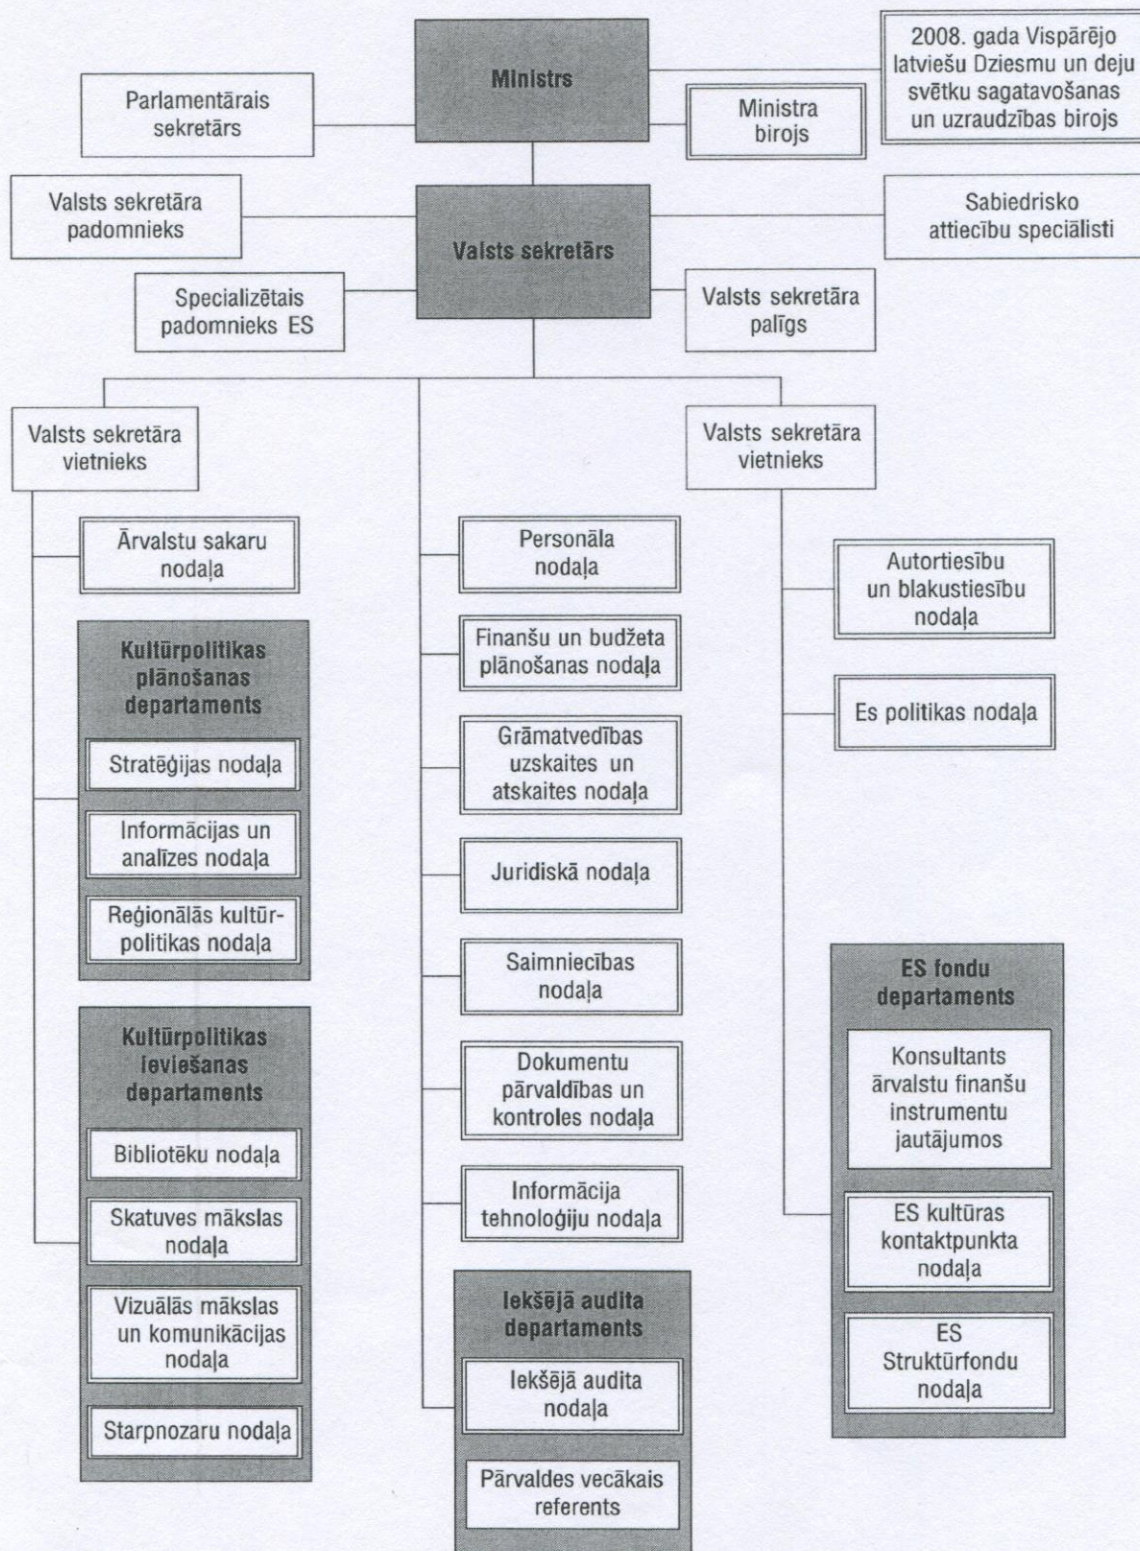 Ministrs
2008. gada Vispārējo
latviešu Dziesmu un deju
svētku sagatavošanas
un uzraudzības birojs
Parlamentārais
sekretārs
Ministra
birojs
Valsts sekretāra
padomnieks
Valsts sekretārs
Sabiedrisko
attiecību speciālisti
Specializētais
padomnieks ES
Valsts sekretāra
palīgs
Valsts sekretāra
vietnieks
Ārvalstu sakaru
nodaļa
Kultūrpolitikas
plānošanas
departaments
Stratēģijas nodaļa
Informācijas un
analīzes nodaļa
Reģionālās kultūr-
politikas nodaļa
Kultūrpolitikas
ieviešanas
departaments
Bibliotēku nodaļa
Skatuves mākslas
nodaļa
Vizuālās mākslas
un komunikācijas
nodaļa
Starpnozaru nodaļa
Personāla
nodaļa
Finanšu un budžeta
plānošanas nodaļa
Grāmatvedības
uzskaites un
atskaites nodaļa
Juridiskā nodaļa
Saimniecības
nodaļa
Dokumentu
pārvaldības un
kontroles nodaļa
Informācija
tehnoloģiju nodaļa
Iekšējā audita
departaments
Iekšējā audita
nodaļa
Pārvaldes vecākais
referents
Valsts sekretāra
vietnieks
Autortiesību
un blakustiesību
nodaļa
Es politikas nodaļa
ES fondu
departaments
Konsultants
ārvalstu finanšu
instrumentu
jautājumos
ES kultūras
kontaktpunkta
nodaļa
ES
Struktūrfondu
nodaļa